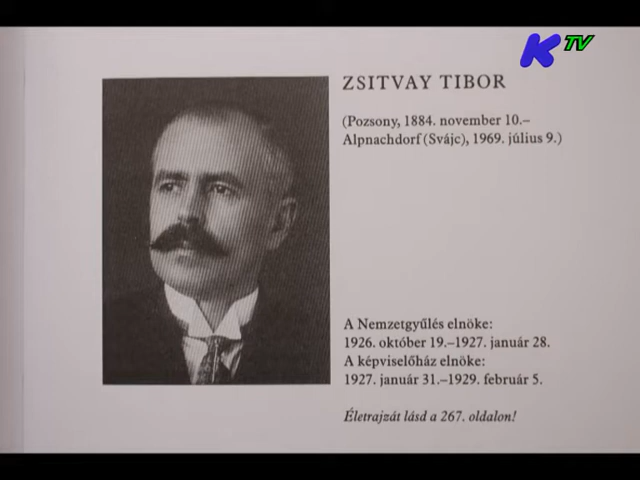 K TV
ZSITVAY TIBOR
(Pozsony, 1884. november 10.–
Alpnachdorf (Svájc), 1969. július 9.)
A Nemzetgyűlés elnöke:
1926. október 19.–1927. január 28.
A képviselőház elnöke:
1927. január 31.–1929. február 5.
Életrajzát lásd a 267. oldalon!